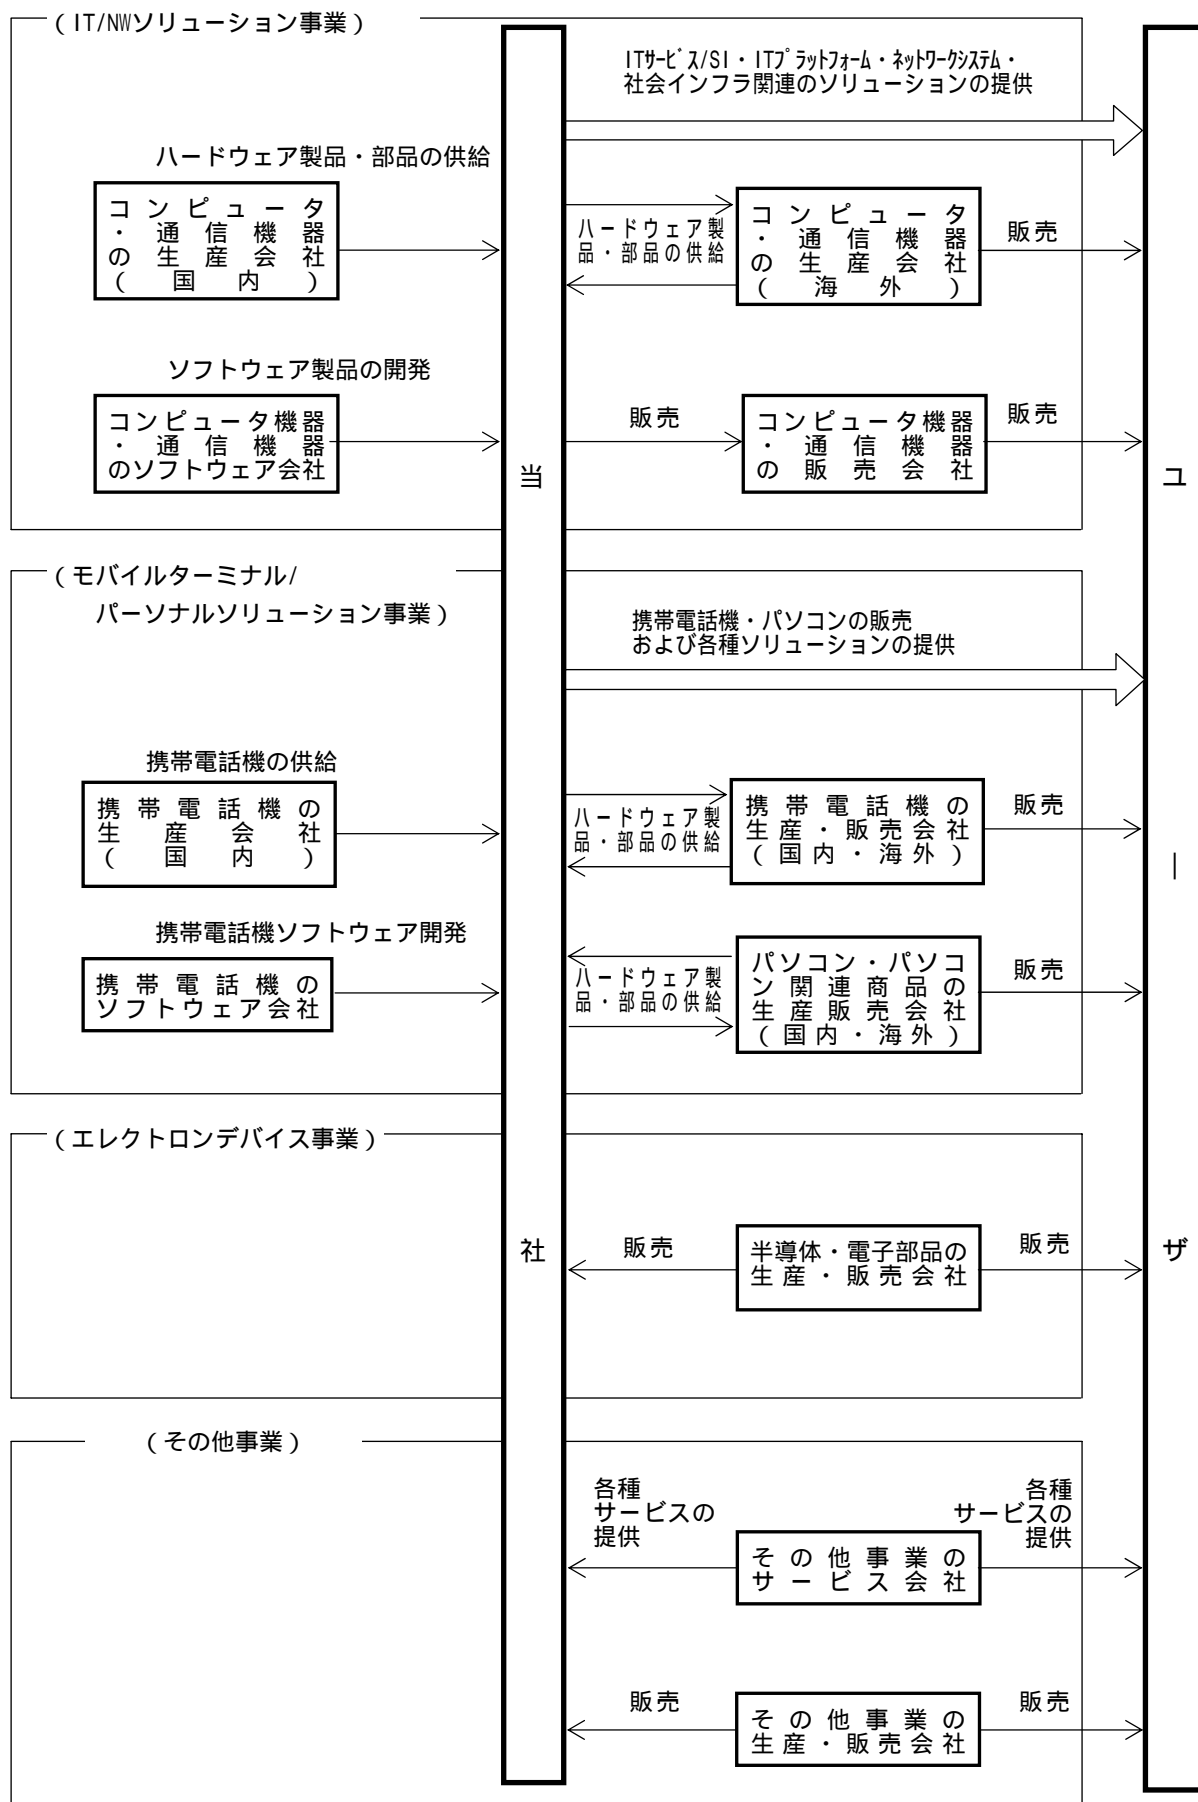 (IT/NWソリューション事業)
ITｻｰﾋﾞｽ/SI・ITﾌﾟﾗｯﾄﾌｫｰﾑ・ﾈｯﾄﾜｰｸｼｽﾃﾑ・
社会インフラ関連のソリューションの提供
ハードウェア製品・部品の供給
コンピュータ
・通信機器
の生産会社
(国内)
ハードウェア製
品・部品の供給
コンピュータ
・通信機器
の生産会社
(海外)
販売
ソフトウェア製品の開発
コンピュータ機器
・通信機器
のソフトウェア会社
販売
コンピュータ機器
・通信機器
の販売会社
販売
当
社
ユ
ー
ザ
(モバイルターミナル/
パーソナルソリューション事業)
携帯電話機・パソコンの販売
および各種ソリューションの提供
携帯電話機の供給
携帯電話機の
生産会社
(国内)
ハードウェア製
品・部品の供給
携帯電話機の
生産・販売会社
(国内・海外)
販売
携帯電話機ソフトウェア開発
携帯電話機の
ソフトウェア会社
ハードウェア製
品・部品の供給
パソコン・パソコ
ン関連商品の
生産販売会社
(国内・海外)
販売
(エレクトロンデバイス事業)
販売
半導体・電子部品の
生産・販売会社
販売
(その他事業)
各種
サービスの
提供
その他事業の
サービス会社
各種
サービスの
提供
販売
その他事業の
生産・販売会社
販売